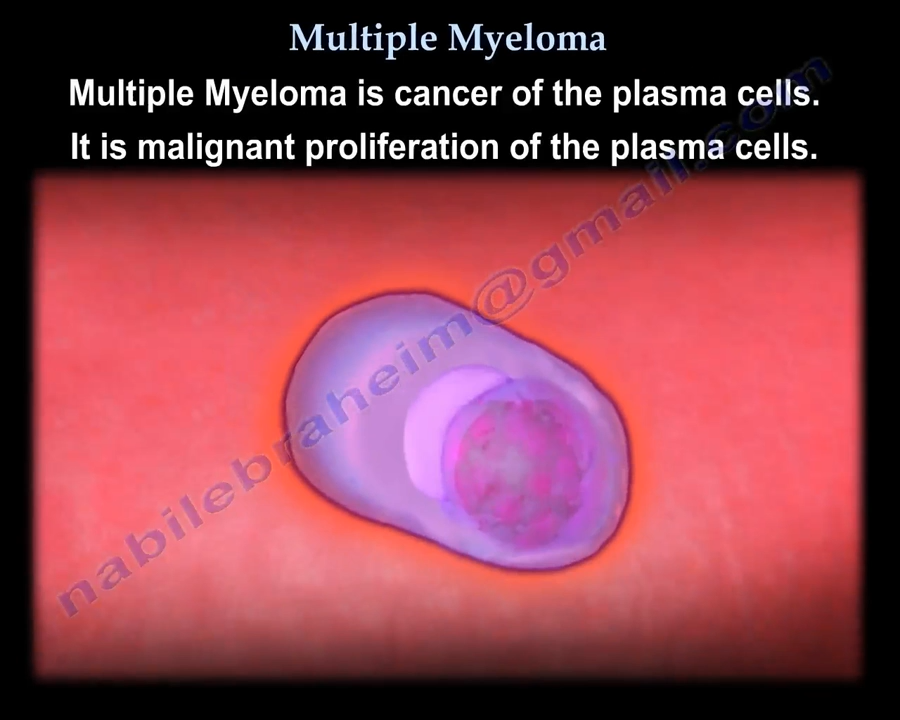 Multiple Myeloma
Multiple Myeloma is cancer of the plasma cells.
It is malignant proliferation of the plasma cells.
nabilebraheim@gmail.com